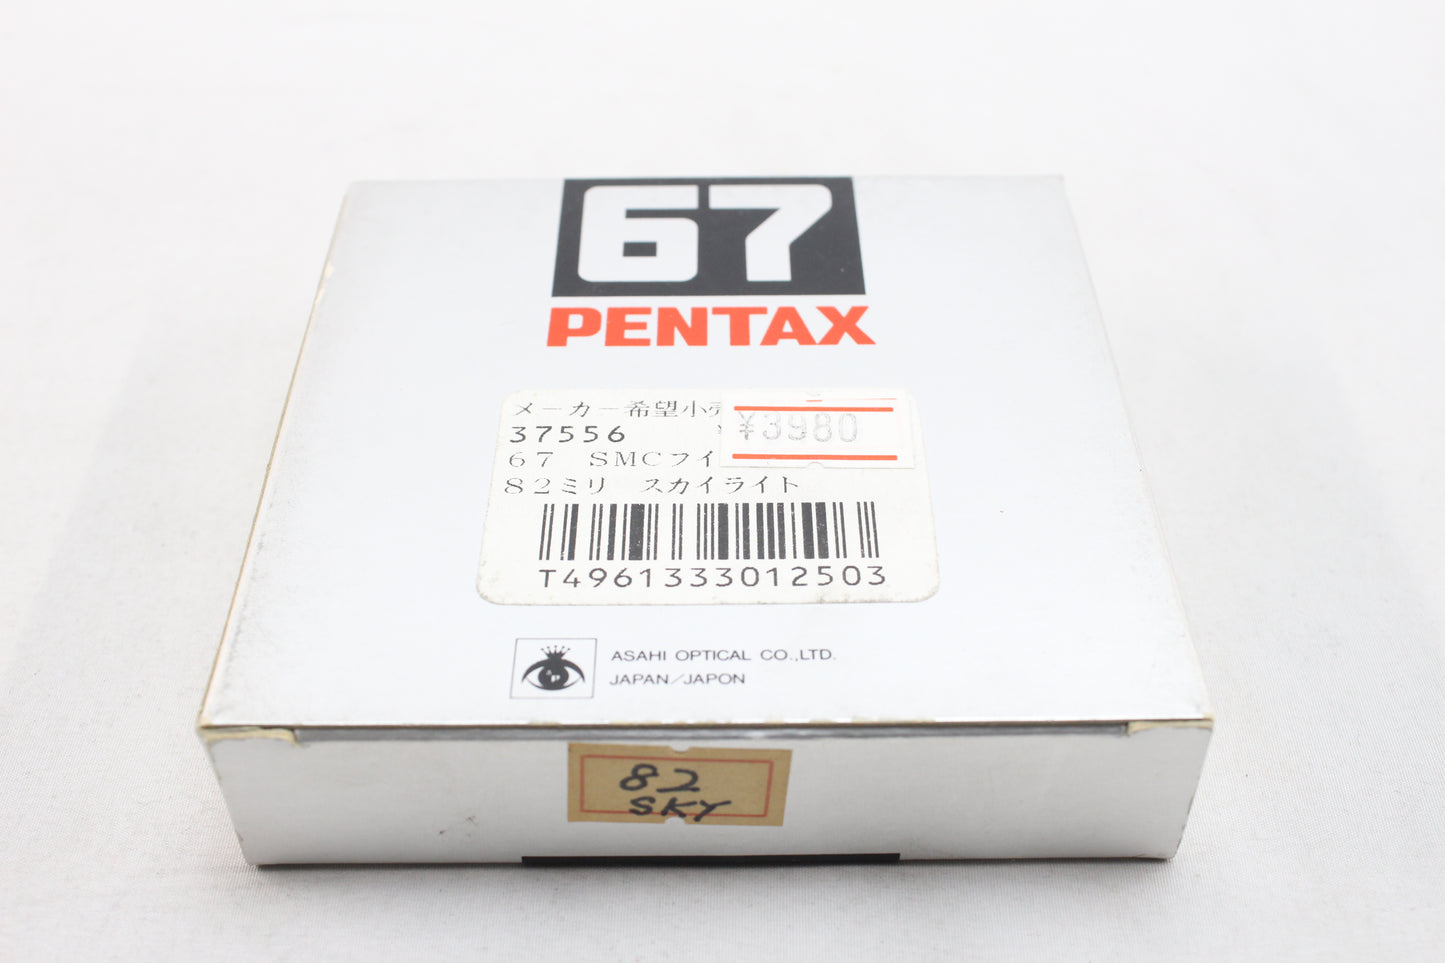 67
PENTAX
メーカー希望小売
37556
¥3980
67 SMCフィ
82ミリ スカイライト
T4961333012503
ASAHI OPTICAL CO.,LTD.
JAPAN/JAPON
82
SKY